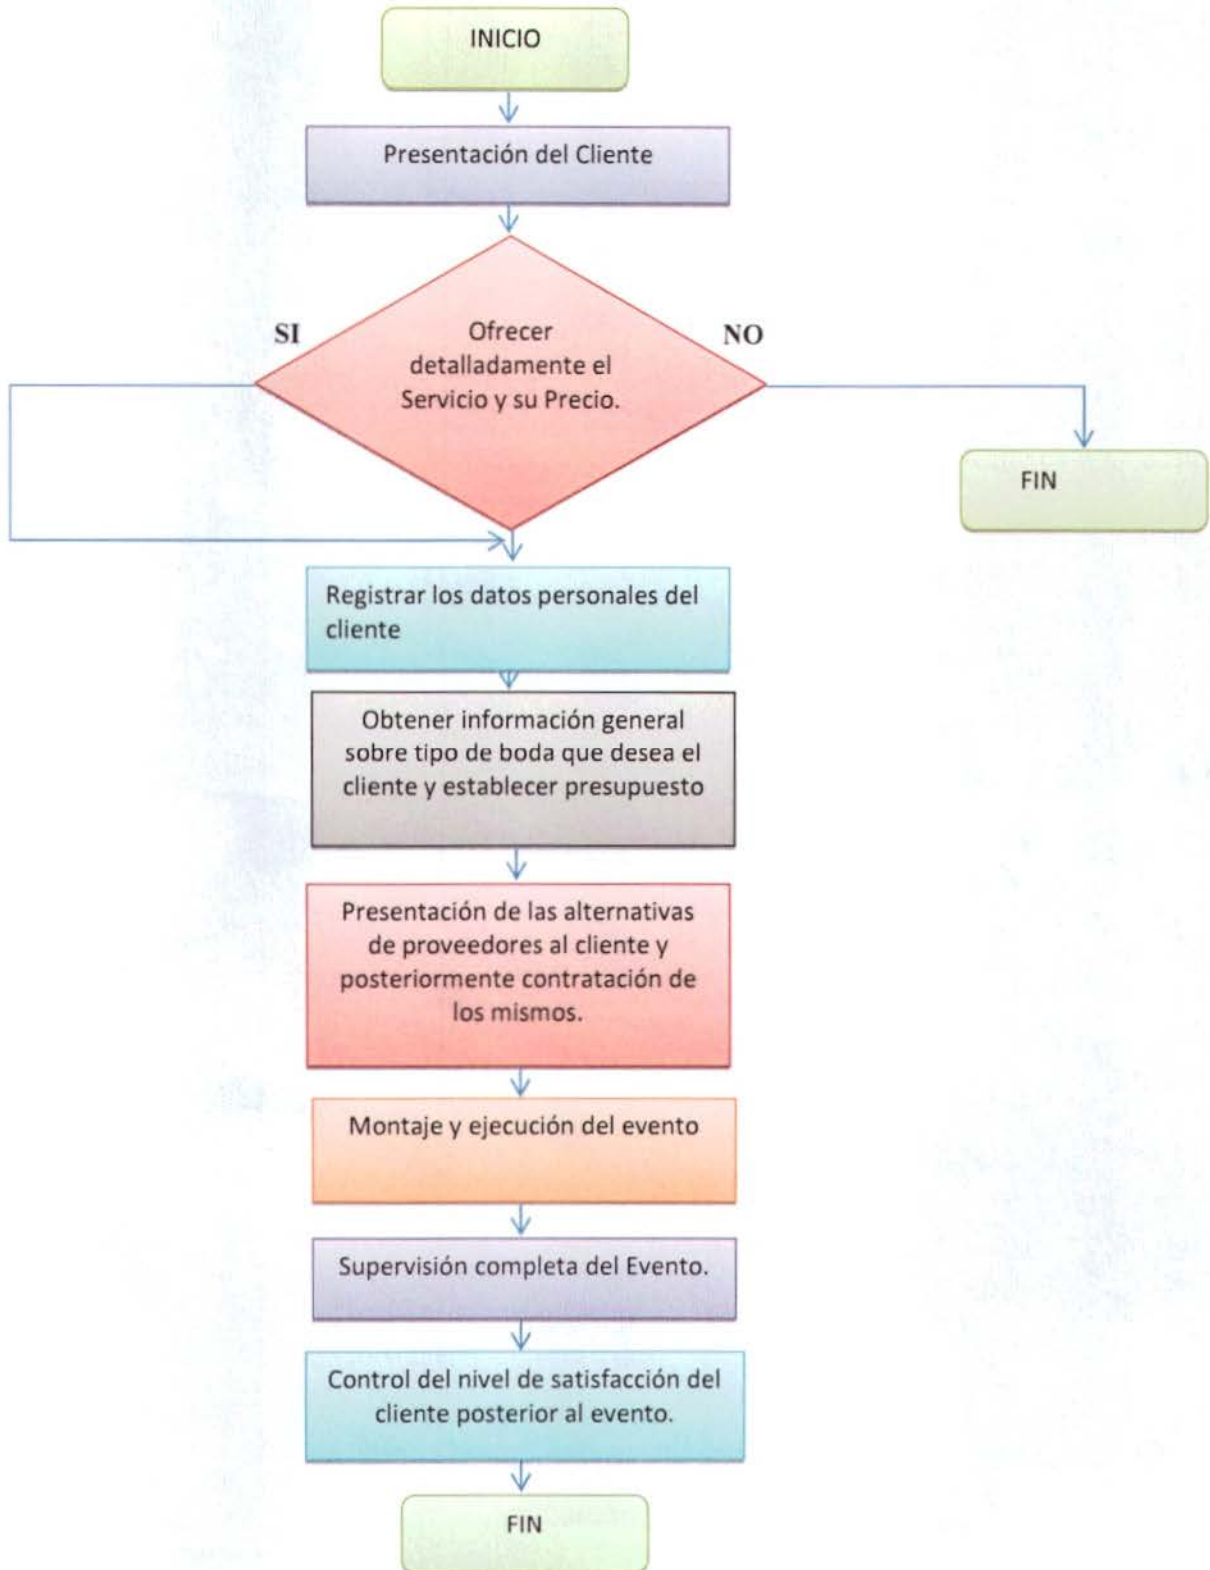 INICIO
Presentación del Cliente
SI
NO
Ofrecer
detalladamente el
Servicio y su Precio.
FIN
Registrar los datos personales del
cliente
Obtener información general
sobre tipo de boda que desea el
cliente y establecer presupuesto
Presentación de las alternativas
de proveedores al cliente y
posteriormente contratación de
los mismos.
Montaje y ejecución del evento
Supervisión completa del Evento.
Control del nivel de satisfacción del
cliente posterior al evento.
FIN